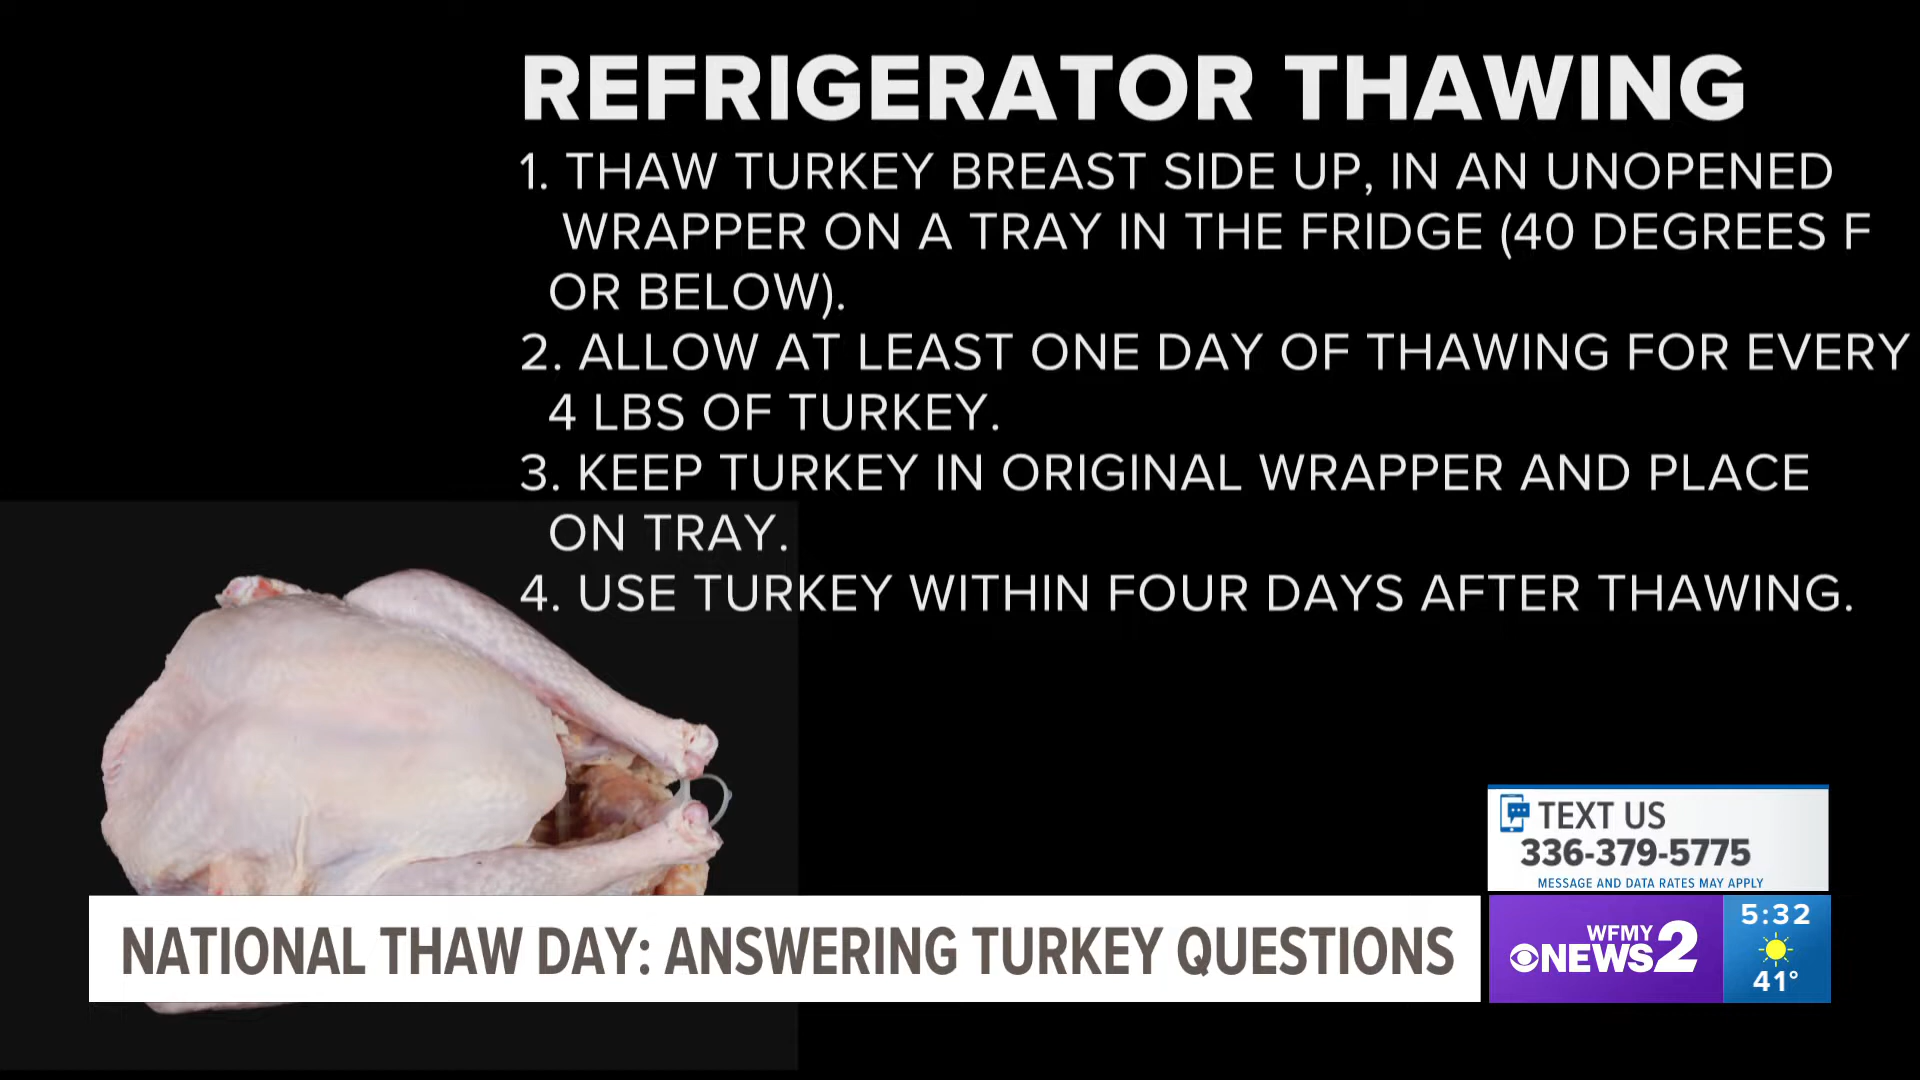 REFRIGERATOR THAWING
1. THAW TURKEY BREAST SIDE UP, IN AN UNOPENED
WRAPPER ON A TRAY IN THE FRIDGE (40 DEGREES F
OR BELOW).
2. ALLOW AT LEAST ONE DAY OF THAWING FOR EVERY
4 LBS OF TURKEY.
3. KEEP TURKEY IN ORIGINAL WRAPPER AND PLACE
ON TRAY.
4. USE TURKEY WITHIN FOUR DAYS AFTER THAWING.
TEXT US
336-379-5775
MESSAGE AND DATA RATES MAY APPLY
NATIONAL THAW DAY: ANSWERING TURKEY QUESTIONS
WFMY
NEWS 2
5:32
41°